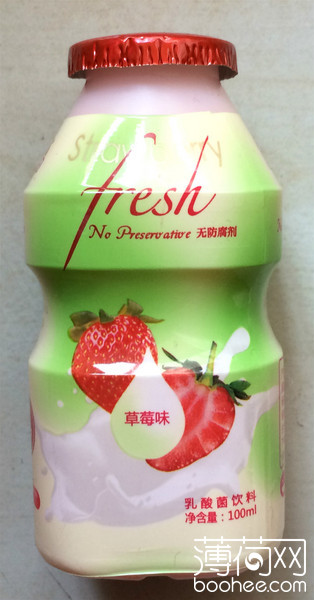 Strawberry
fresh
No Preservative 无防腐剂
草莓味
乳酸菌饮料
净含量:100ml
薄荷网
boohee.com